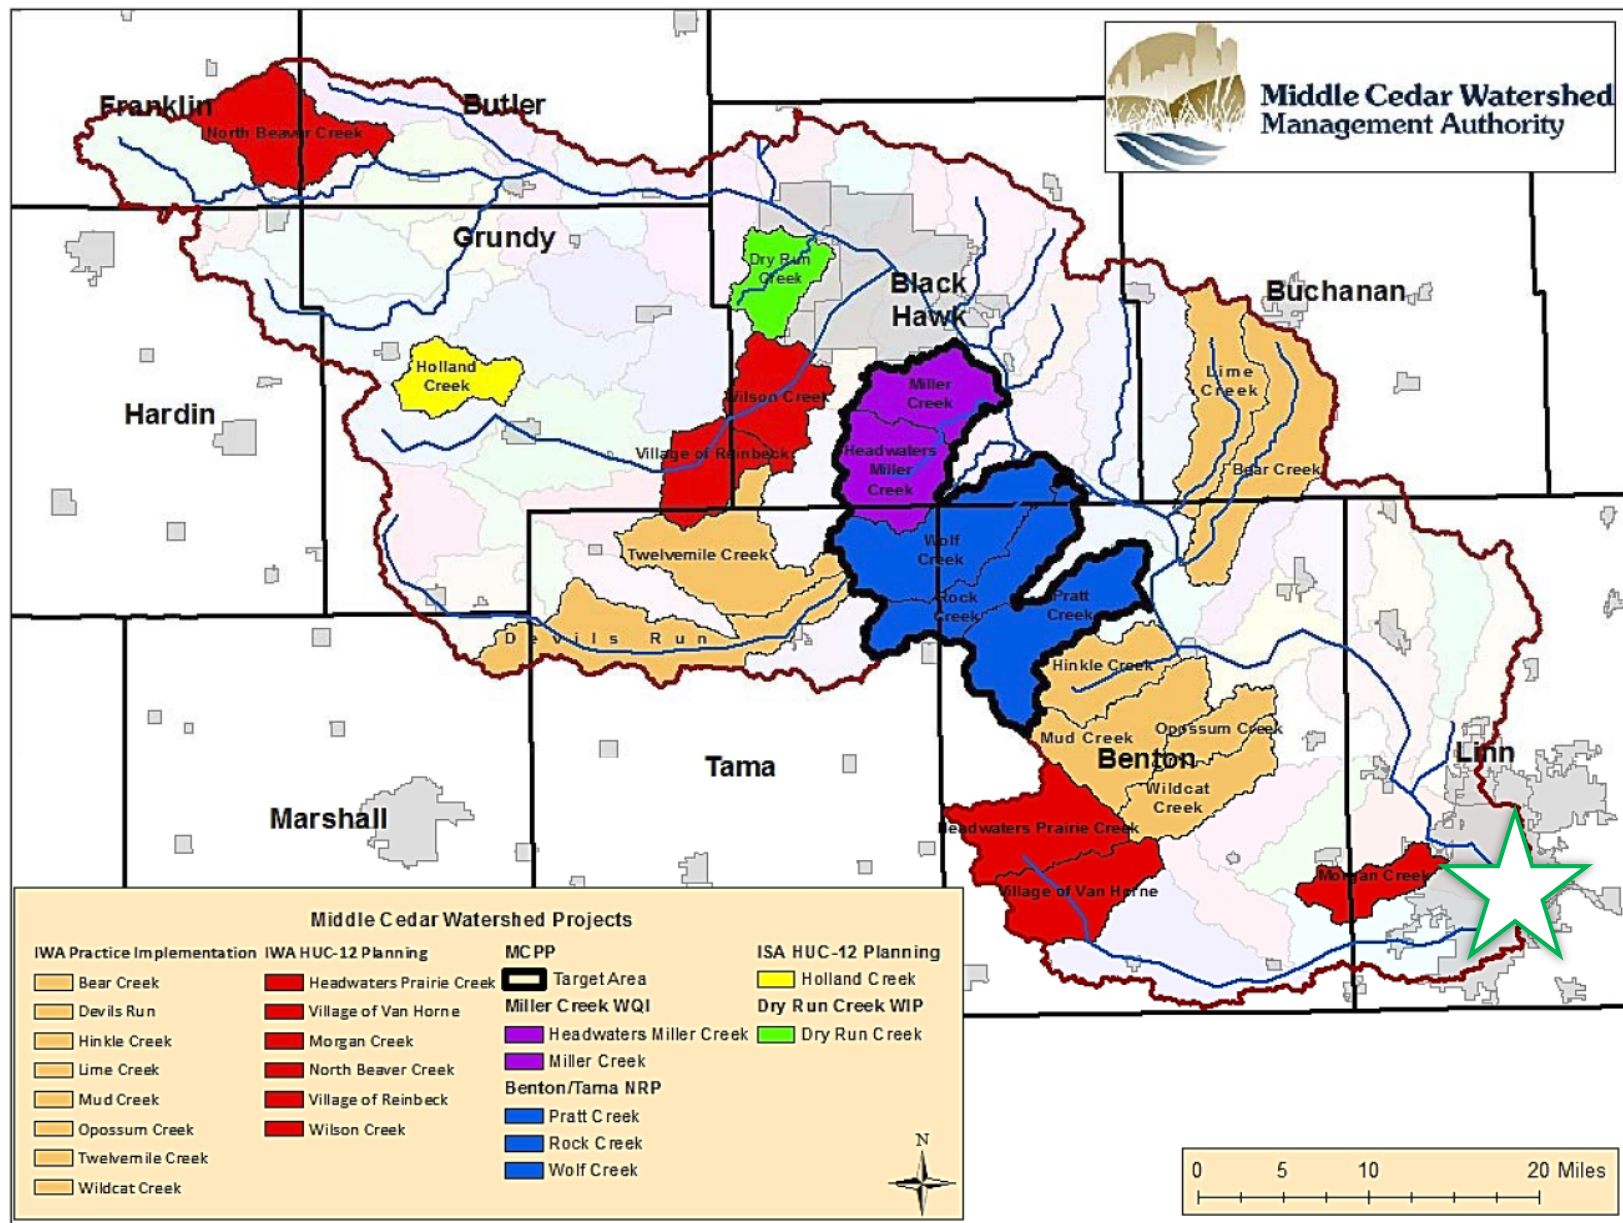 Middle Cedar Watershed
Management Authority
Franklin
Butler
North Beaver Creek
Grundy
Dry Run
Creek
Black
Hawk
Buchanan
Holland
Creek
Hardin
Wilson Creek
Miller
Creek
Lime
Creek
Village of Reinbeck
Headwaters
Miller
Creek
Bear Creek
Twelvemile Creek
Wolf
Creek
Rock
Creek
Pratt
Creek
Devils Run
Hinkle Creek
Mud Creek
Opossum Creek
Benton
Linn
Tama
Wildcat
Creek
Marshall
Headwaters Prairie Creek
Village of Van Horne
Morgan Creek
Middle Cedar Watershed Projects
IWA Practice Implementation
Bear Creek
Devils Run
Hinkle Creek
Lime Creek
Mud Creek
Opossum Creek
Twelvemile Creek
Wildcat Creek
IWA HUC-12 Planning
Headwaters Prairie Creek
Village of Van Horne
Morgan Creek
North Beaver Creek
Village of Reinbeck
Wilson Creek
MCPP
Target Area
Miller Creek WQI
Headwaters Miller Creek
Miller Creek
Benton/Tama NRP
Pratt Creek
Rock Creek
Wolf Creek
ISA HUC-12 Planning
Holland Creek
Dry Run Creek WIP
Dry Run Creek
N
0 5 10 20 Miles